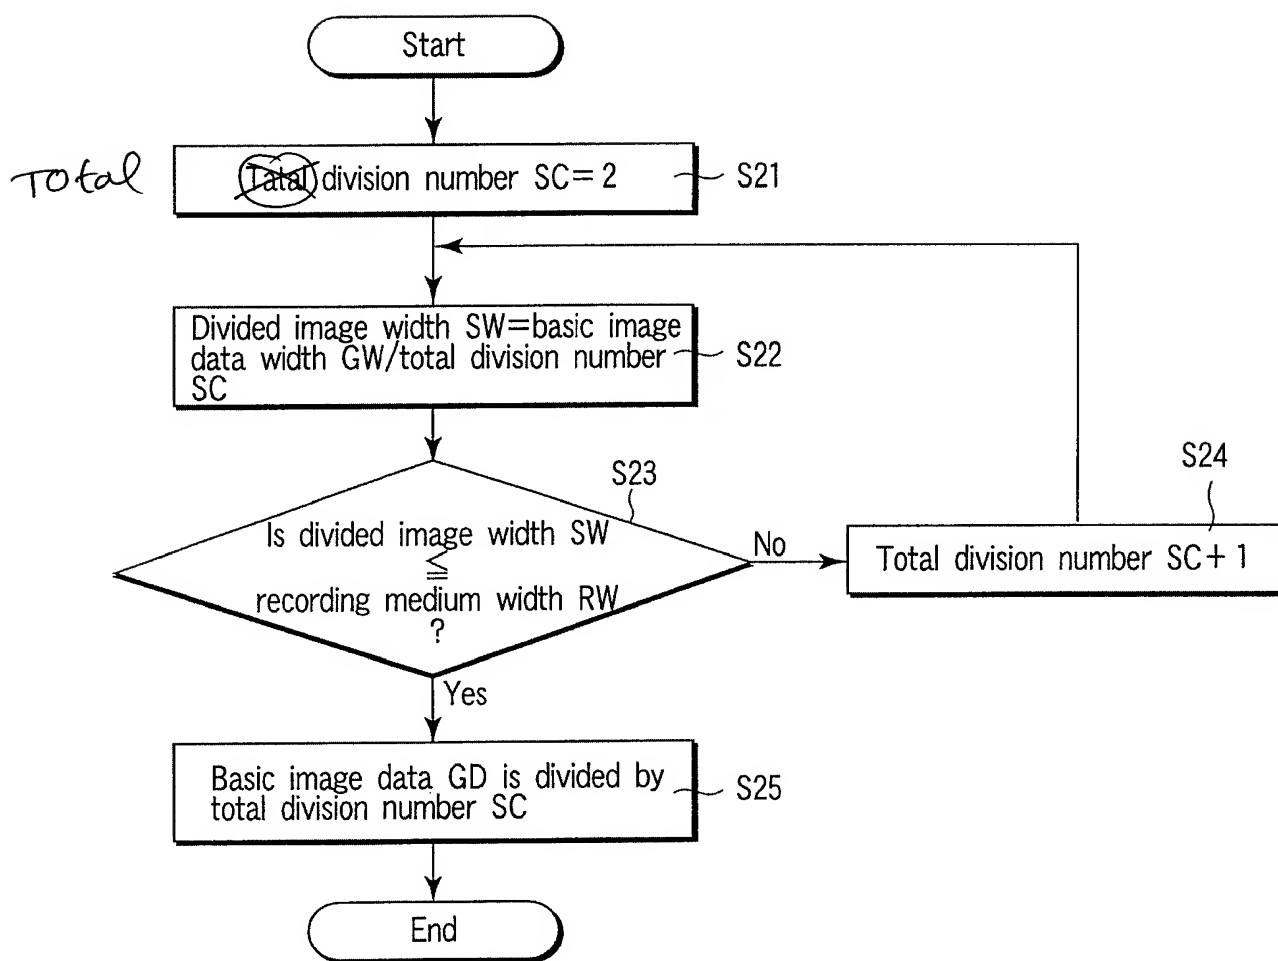 Start
Total
Tatal division number SC=2
S21
Divided image width SW=basic image
data width GW/total division number
SC
S22
S23
Is divided image width SW
≦
recording medium width RW
?
No
S24
Total division number SC+1
Yes
Basic image data GD is divided by
total division number SC
S25
End